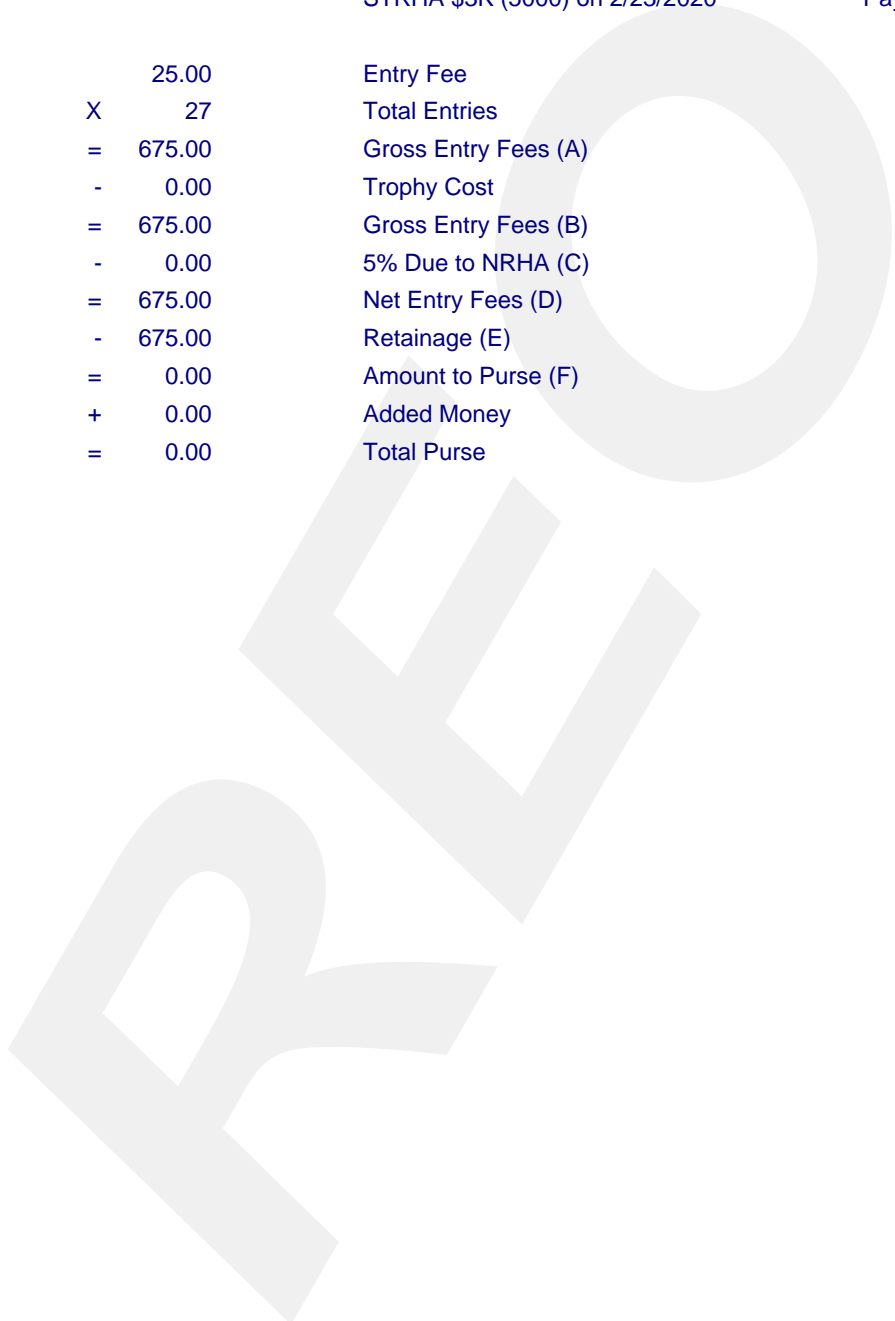 25.00 Entry Fee
X 27 Total Entries
= 675.00 Gross Entry Fees (A)
- 0.00 Trophy Cost
= 675.00 Gross Entry Fees (B)
- 0.00 5% Due to NRHA (C)
= 675.00 Net Entry Fees (D)
- 675.00 Retainage (E)
= 0.00 Amount to Purse (F)
+ 0.00 Added Money
= 0.00 Total Purse
REO